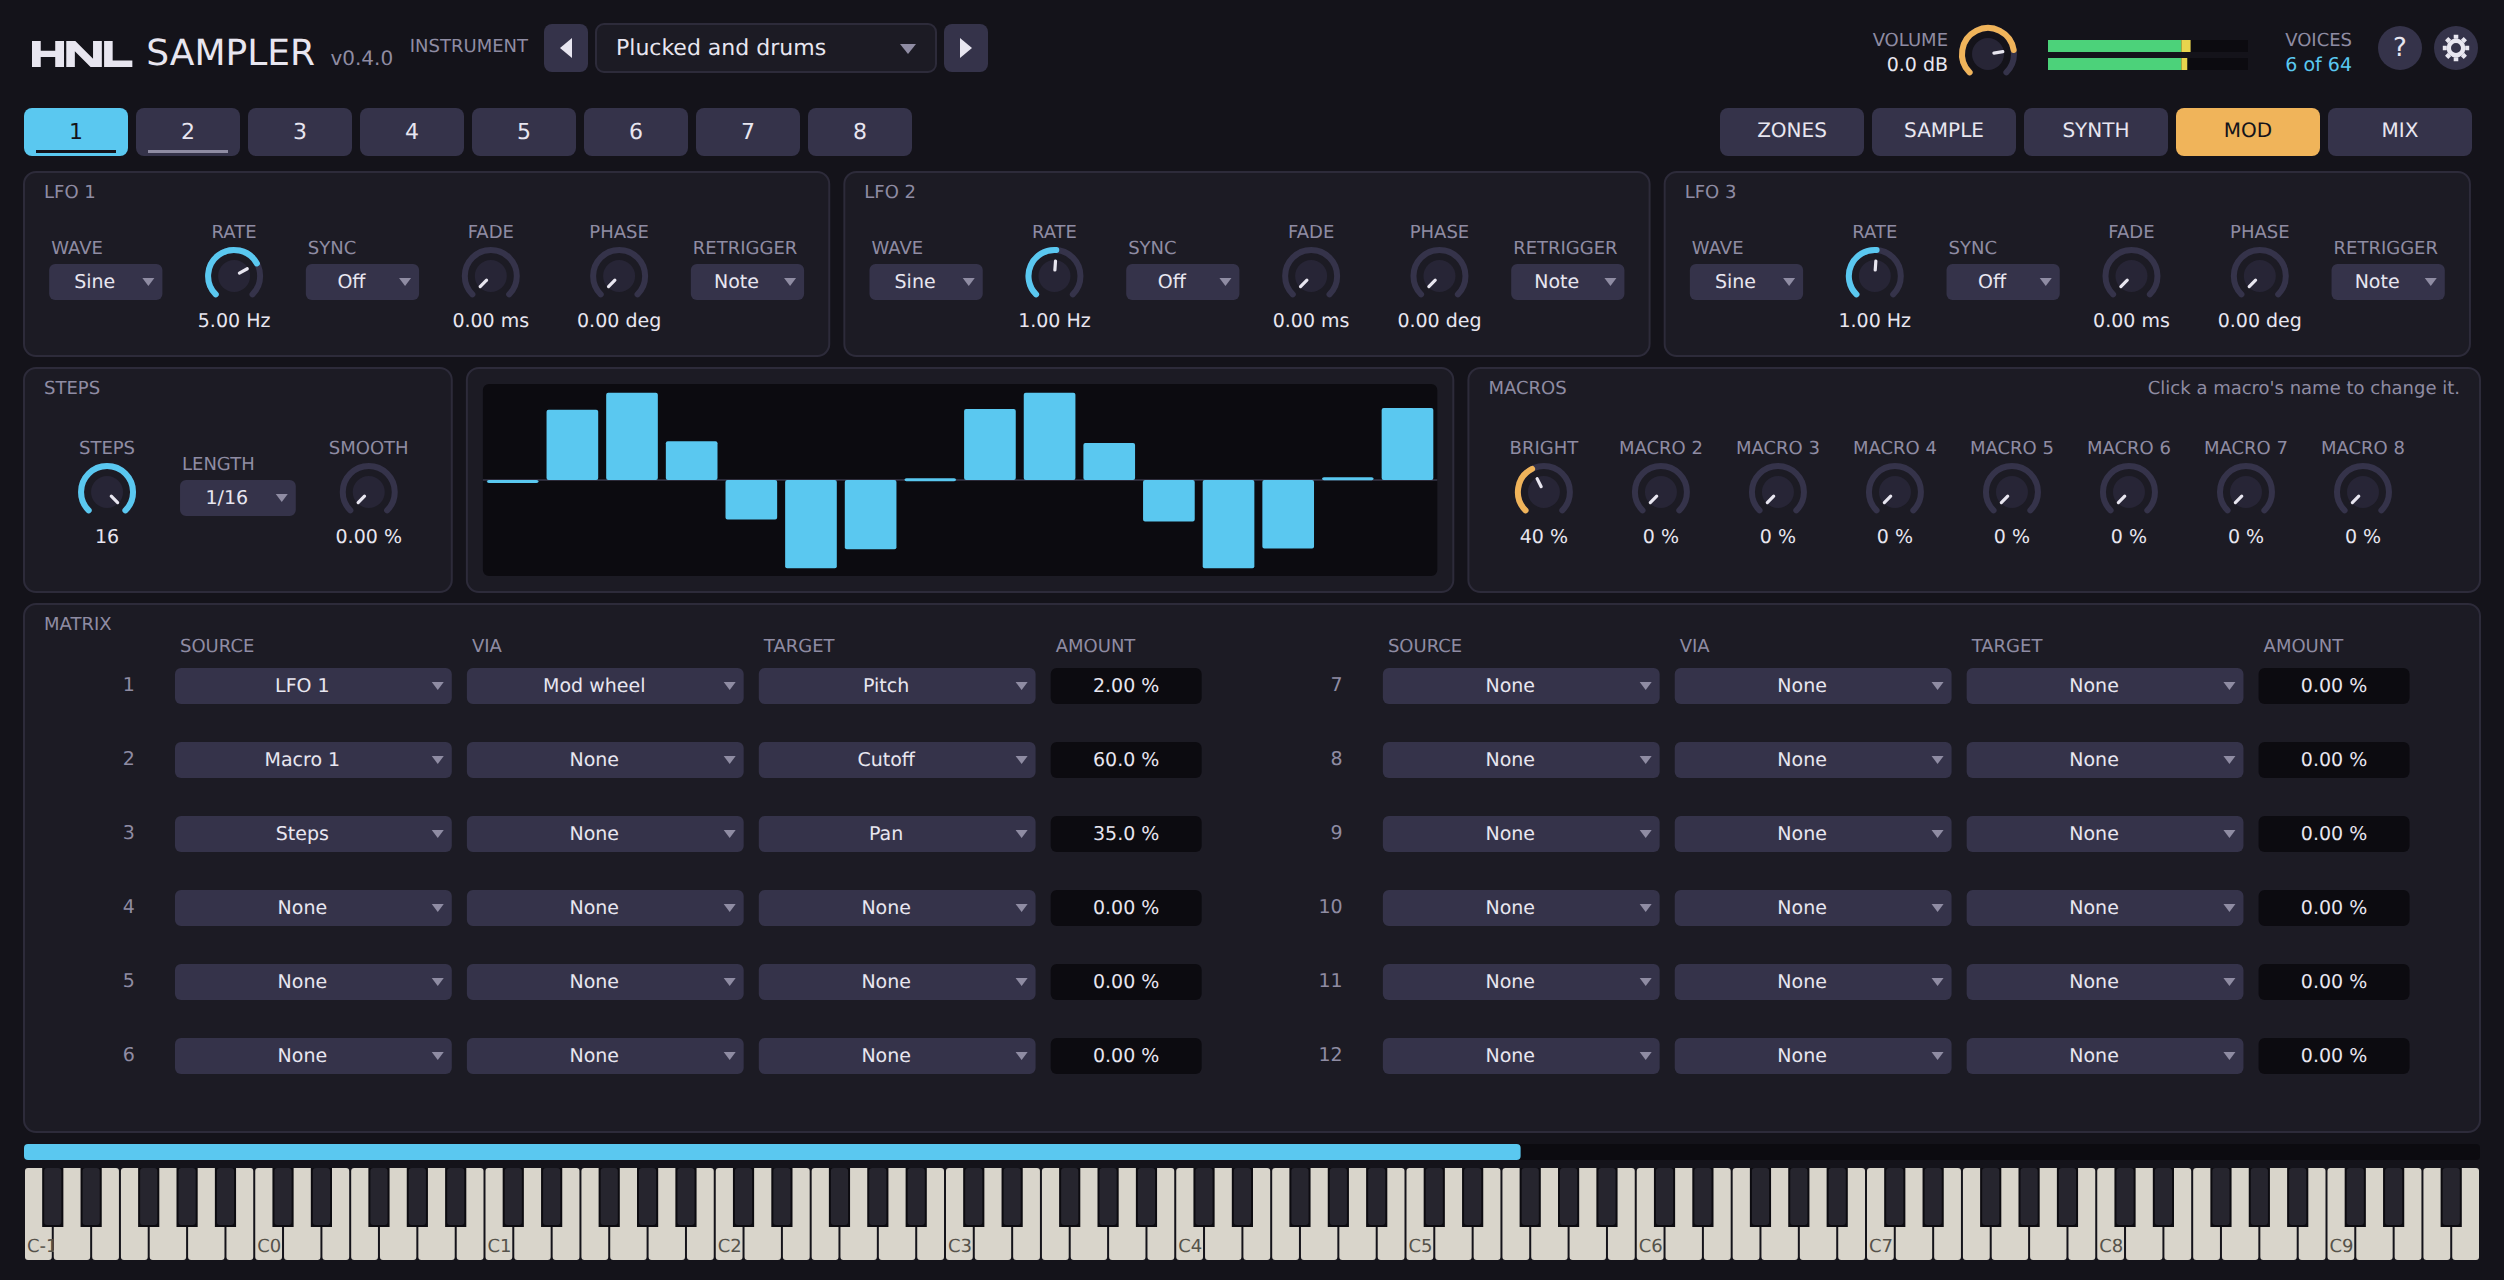 HNL SAMPLER v0.4.0 INSTRUMENT Plucked and drums VOLUME 0.0 dB VOICES 6 of 64 ?
1 2 3 4 5 6 7 8 ZONES SAMPLE SYNTH MOD MIX
LFO 1 LFO 2 LFO 3
WAVE RATE SYNC FADE PHASE RETRIGGER WAVE RATE SYNC FADE PHASE RETRIGGER WAVE RATE SYNC FADE PHASE RETRIGGER
Sine Off Note Sine Off Note Sine Off Note
5.00 Hz 0.00 ms 0.00 deg 1.00 Hz 0.00 ms 0.00 deg 1.00 Hz 0.00 ms 0.00 deg
STEPS MACROS Click a macro's name to change it.
STEPS LENGTH SMOOTH BRIGHT MACRO 2 MACRO 3 MACRO 4 MACRO 5 MACRO 6 MACRO 7 MACRO 8
1/16
16 0.00 % 40 % 0 % 0 % 0 % 0 % 0 % 0 % 0 %
MATRIX
SOURCE VIA TARGET AMOUNT SOURCE VIA TARGET AMOUNT
1 LFO 1 Mod wheel Pitch 2.00 % 7 None None None 0.00 %
2 Macro 1 None Cutoff 60.0 % 8 None None None 0.00 %
3 Steps None Pan 35.0 % 9 None None None 0.00 %
4 None None None 0.00 % 10 None None None 0.00 %
5 None None None 0.00 % 11 None None None 0.00 %
6 None None None 0.00 % 12 None None None 0.00 %
C-1 C0 C1 C2 C3 C4 C5 C6 C7 C8 C9